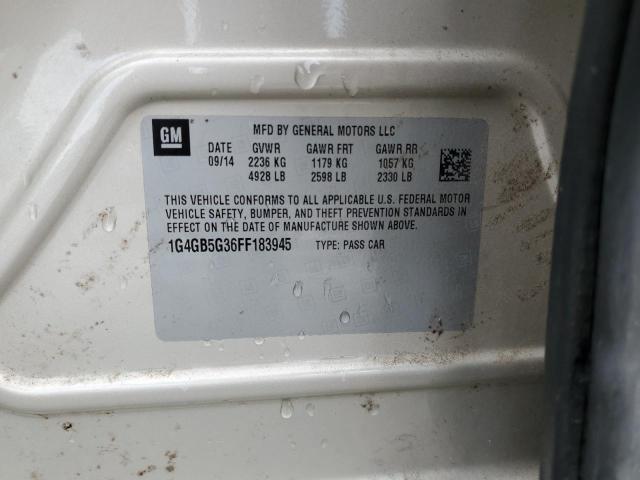 GM
MFD BY GENERAL MOTORS LLC
DATE GVWR GAWR FRT GAWR RR
09/14 2236 KG 1179 KG 1057 KG
4928 LB 2598 LB 2330 LB
THIS VEHICLE CONFORMS TO ALL APPLICABLE U.S. FEDERAL MOTOR
VEHICLE SAFETY, BUMPER, AND THEFT PREVENTION STANDARDS IN
EFFECT ON THE DATE OF MANUFACTURE SHOWN ABOVE.
1G4GB5G36FF183945 TYPE: PASS CAR